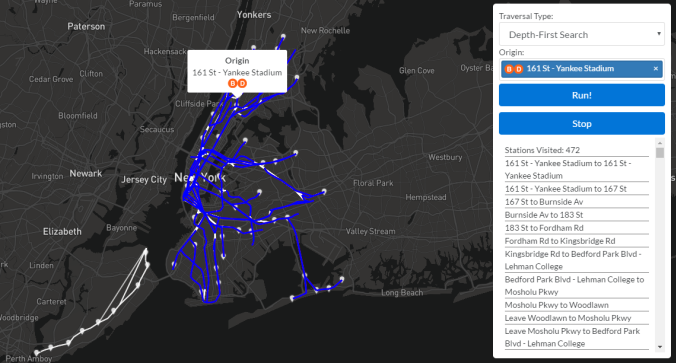 Paramus
Bergenfield
Yonkers
Paterson
New Rochelle
Hackensack
Origin
161 St - Yankee Stadium
B D
Glen Cove
Oyster Ba
Cedar Grove
Clifton
Cliffside Park
Bloomfield
Secaucus
Westbury
Irvington
Newark
Jersey City
New York
Floral Park
Hempstead
Elizabeth
Bayonne
Valley Stream
Linden
Long Beach
Carteret
Woodbridge
Perth Amboy
Traversal Type:
Depth-First Search
Origin:
B D 161 St - Yankee Stadium ×
Run!
Stop
Stations Visited: 472
161 St - Yankee Stadium to 161 St -
Yankee Stadium
161 St - Yankee Stadium to 167 St
167 St to Burnside Av
Burnside Av to 183 St
183 St to Fordham Rd
Fordham Rd to Kingsbridge Rd
Kingsbridge Rd to Bedford Park Blvd -
Lehman College
Bedford Park Blvd - Lehman College to
Mosholu Pkwy
Mosholu Pkwy to Woodlawn
Leave Woodlawn to Mosholu Pkwy
Leave Mosholu Pkwy to Bedford Park
Blvd - Lehman College